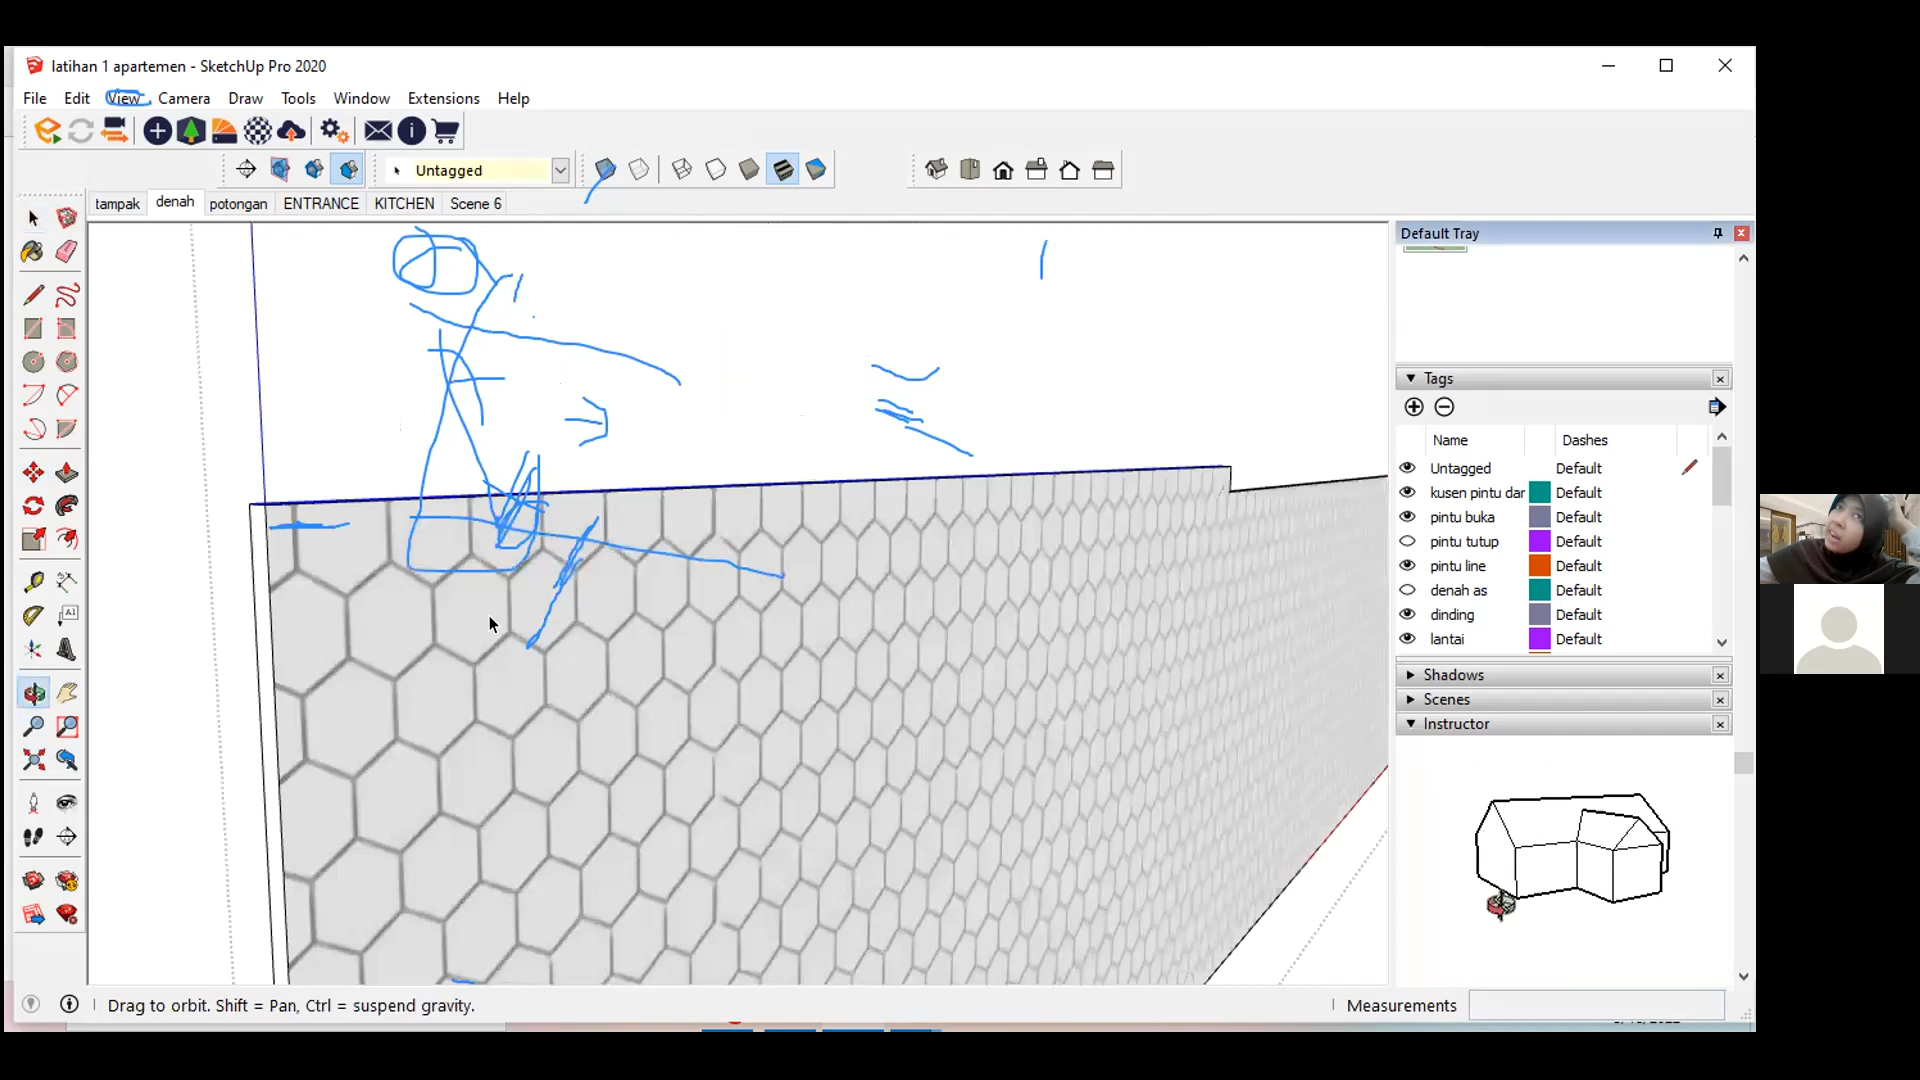 latihan 1 apartemen - SketchUp Pro 2020
File Edit View Camera Draw Tools Window Extensions Help
Untagged
tampak denah potongan ENTRANCE KITCHEN Scene 6
Default Tray
Tags
Name Dashes
Untagged Default
kusen pintu dar Default
pintu buka Default
pintu tutup Default
pintu line Default
denah as Default
dinding Default
lantai Default
Shadows
Scenes
Instructor
Drag to orbit. Shift = Pan, Ctrl = suspend gravity.
Measurements